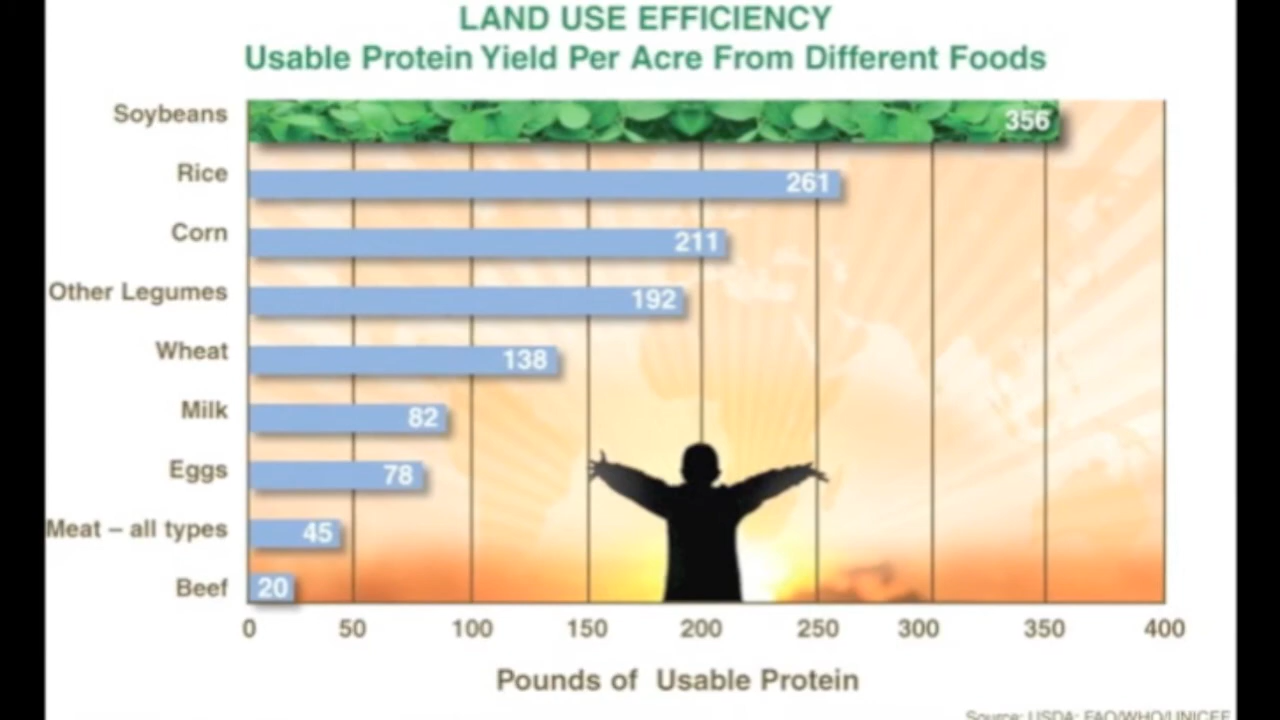 LAND USE EFFICIENCY
Usable Protein Yield Per Acre From Different Foods
Soybeans 356
Rice 261
Corn 211
Other Legumes 192
Wheat 138
Milk 82
Eggs 78
Meat – all types 45
Beef 20
0 50 100 150 200 250 300 350 400
Pounds of Usable Protein
Source: USDA; FAO/WHO/UNICEF